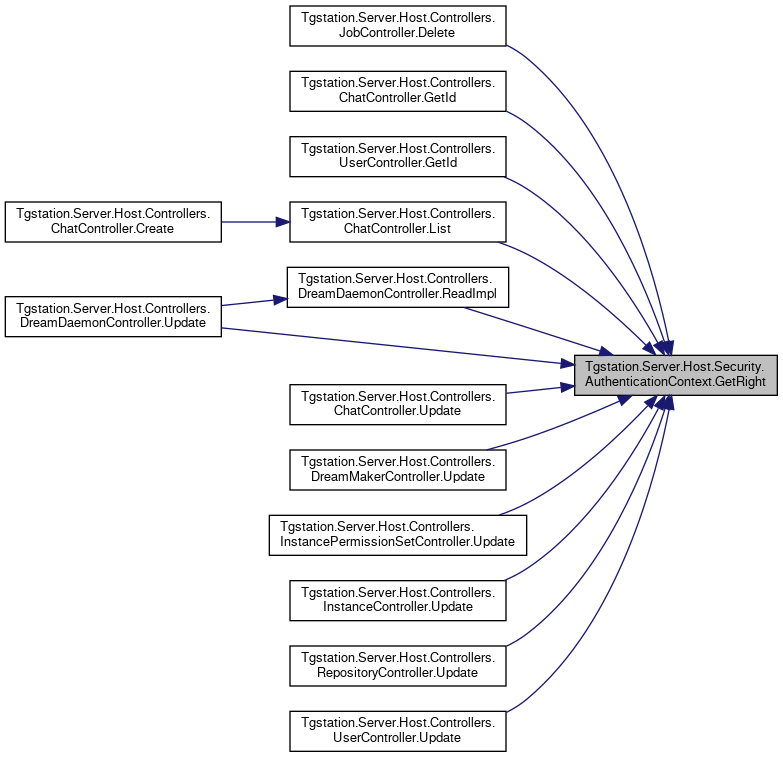 Tgstation.Server.Host.Controllers.
JobController.Delete
Tgstation.Server.Host.Controllers.
ChatController.GetId
Tgstation.Server.Host.Controllers.
UserController.GetId
Tgstation.Server.Host.Controllers.
ChatController.Create
Tgstation.Server.Host.Controllers.
ChatController.List
Tgstation.Server.Host.Controllers.
DreamDaemonController.ReadImpl
Tgstation.Server.Host.Controllers.
DreamDaemonController.Update
Tgstation.Server.Host.Security.
AuthenticationContext.GetRight
Tgstation.Server.Host.Controllers.
ChatController.Update
Tgstation.Server.Host.Controllers.
DreamMakerController.Update
Tgstation.Server.Host.Controllers.
InstancePermissionSetController.Update
Tgstation.Server.Host.Controllers.
InstanceController.Update
Tgstation.Server.Host.Controllers.
RepositoryController.Update
Tgstation.Server.Host.Controllers.
UserController.Update